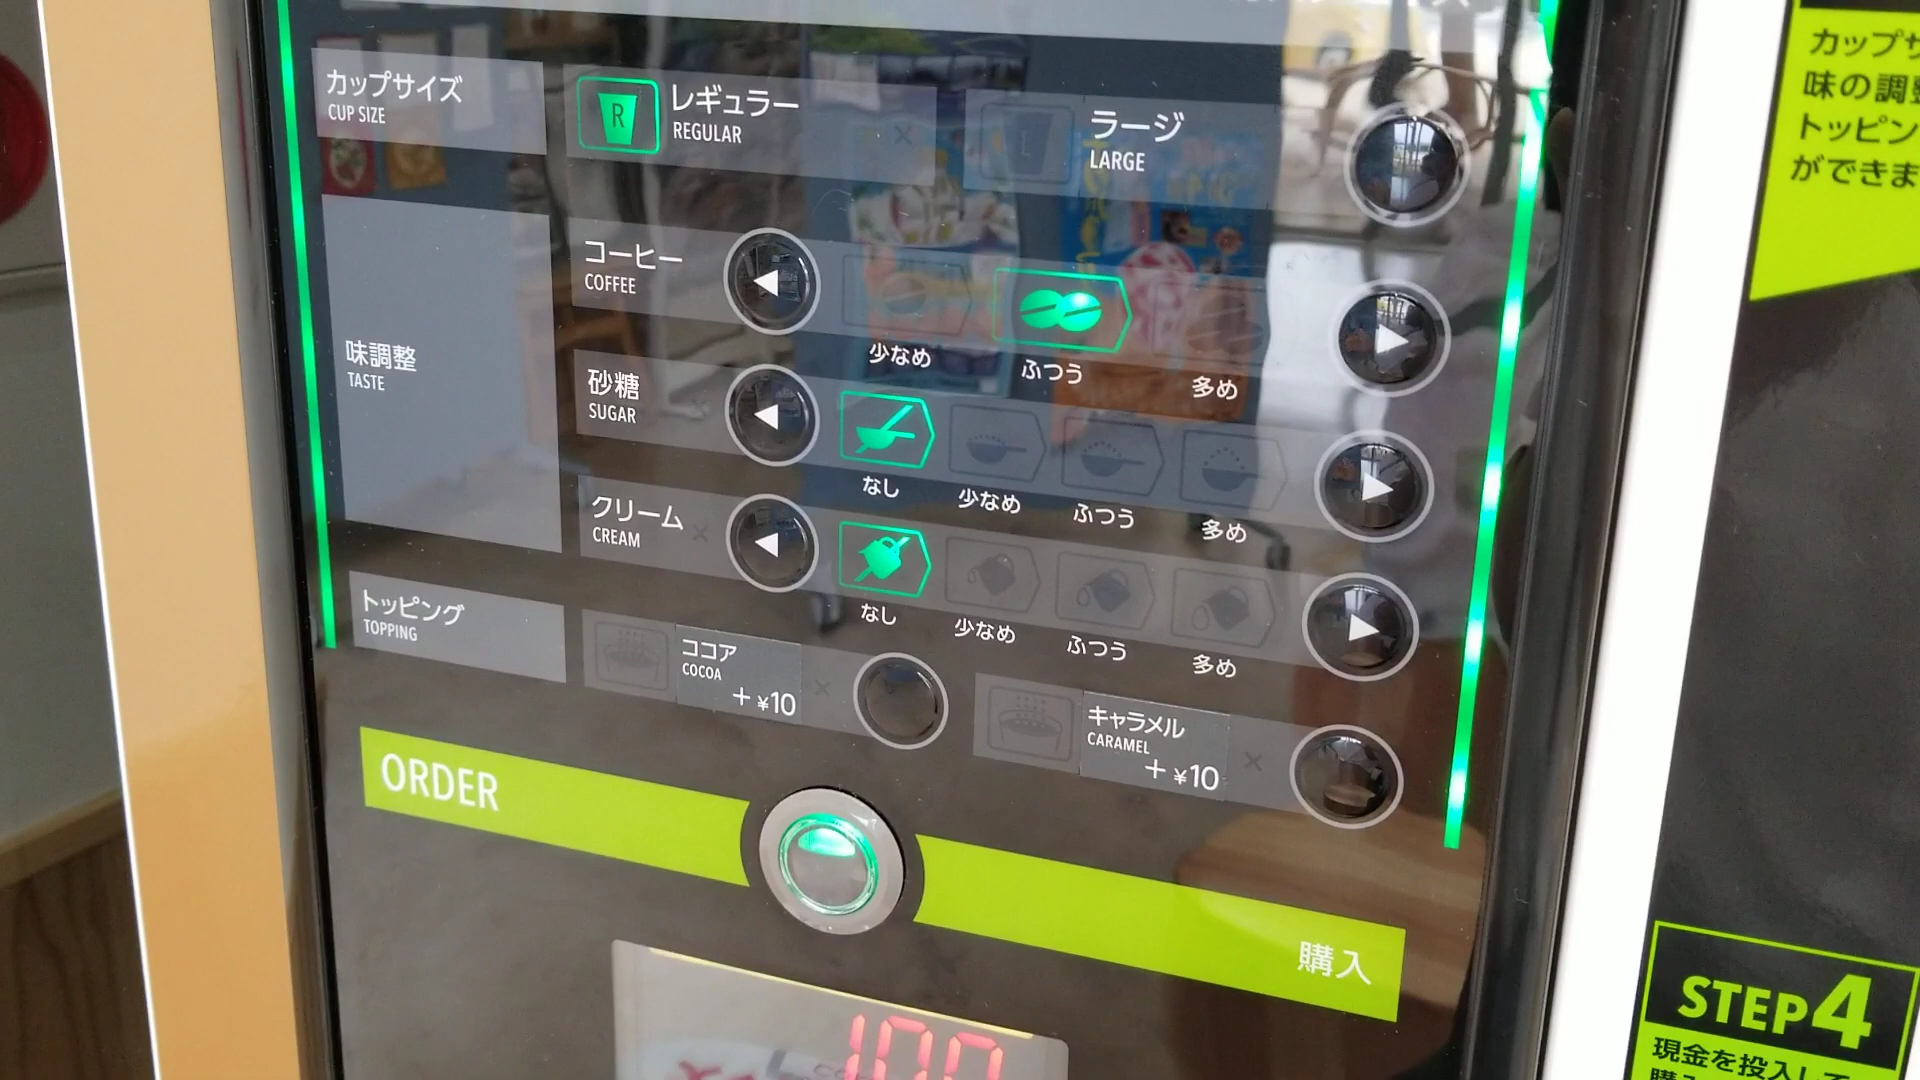 カップサイズ
CUP SIZE
R
レギュラー
REGULAR
L
ラージ
LARGE
味調整
TASTE
コーヒー
COFFEE
少なめ
ふつう
多め
砂糖
SUGAR
なし
少なめ
ふつう
多め
クリーム
CREAM
なし
少なめ
ふつう
多め
トッピング
TOPPING
ココア
COCOA
+¥10
キャラメル
CARAMEL
+¥10
ORDER
購入
100
味の調整
トッピン
ができま
STEP4
現金を投入して